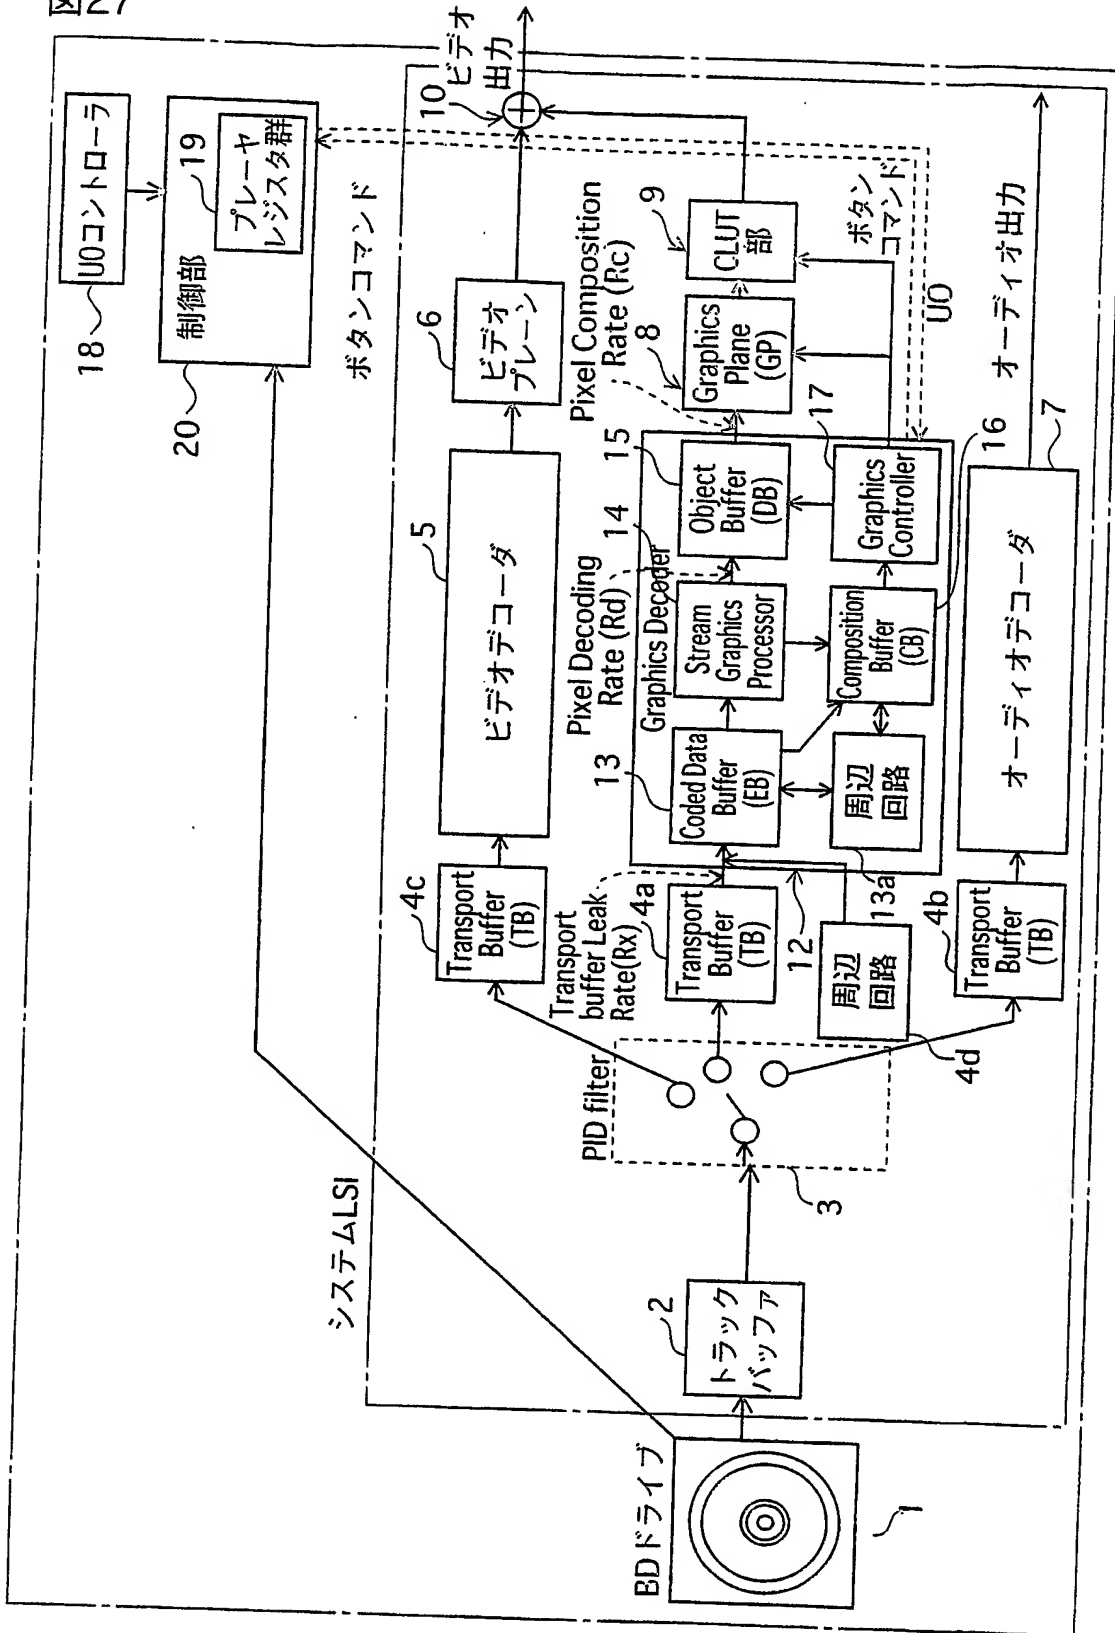 図27
UOコントローラ
18
制御部
プレーヤ
レジスタ群
19
20
ボタンコマンド
ビデオ
出力
10
システムLSI
BDドライブ
1
トラック
バッファ
2
PID filter
3
4c
Transport
Buffer
(TB)
ビデオデコーダ
5
ビデオ
プレーン
6
Transport
buffer Leak
Rate(Rx)
4a
Transport
Buffer
(TB)
12
周辺
回路
4d
4b
Transport
Buffer
(TB)
オーディオデコーダ
7
オーディオ出力
Graphics Decoder
13
Coded Data
Buffer
(EB)
周辺
回路
13a
Pixel Decoding
Rate (Rd)
Stream
Graphics
Processor
14
Composition
Buffer
(CB)
16
15
Object
Buffer
(DB)
Graphics
Controller
17
Pixel Composition
Rate (Rc)
8
Graphics
Plane
(GP)
9
CLUT
部
ボタン
コマンド
UO